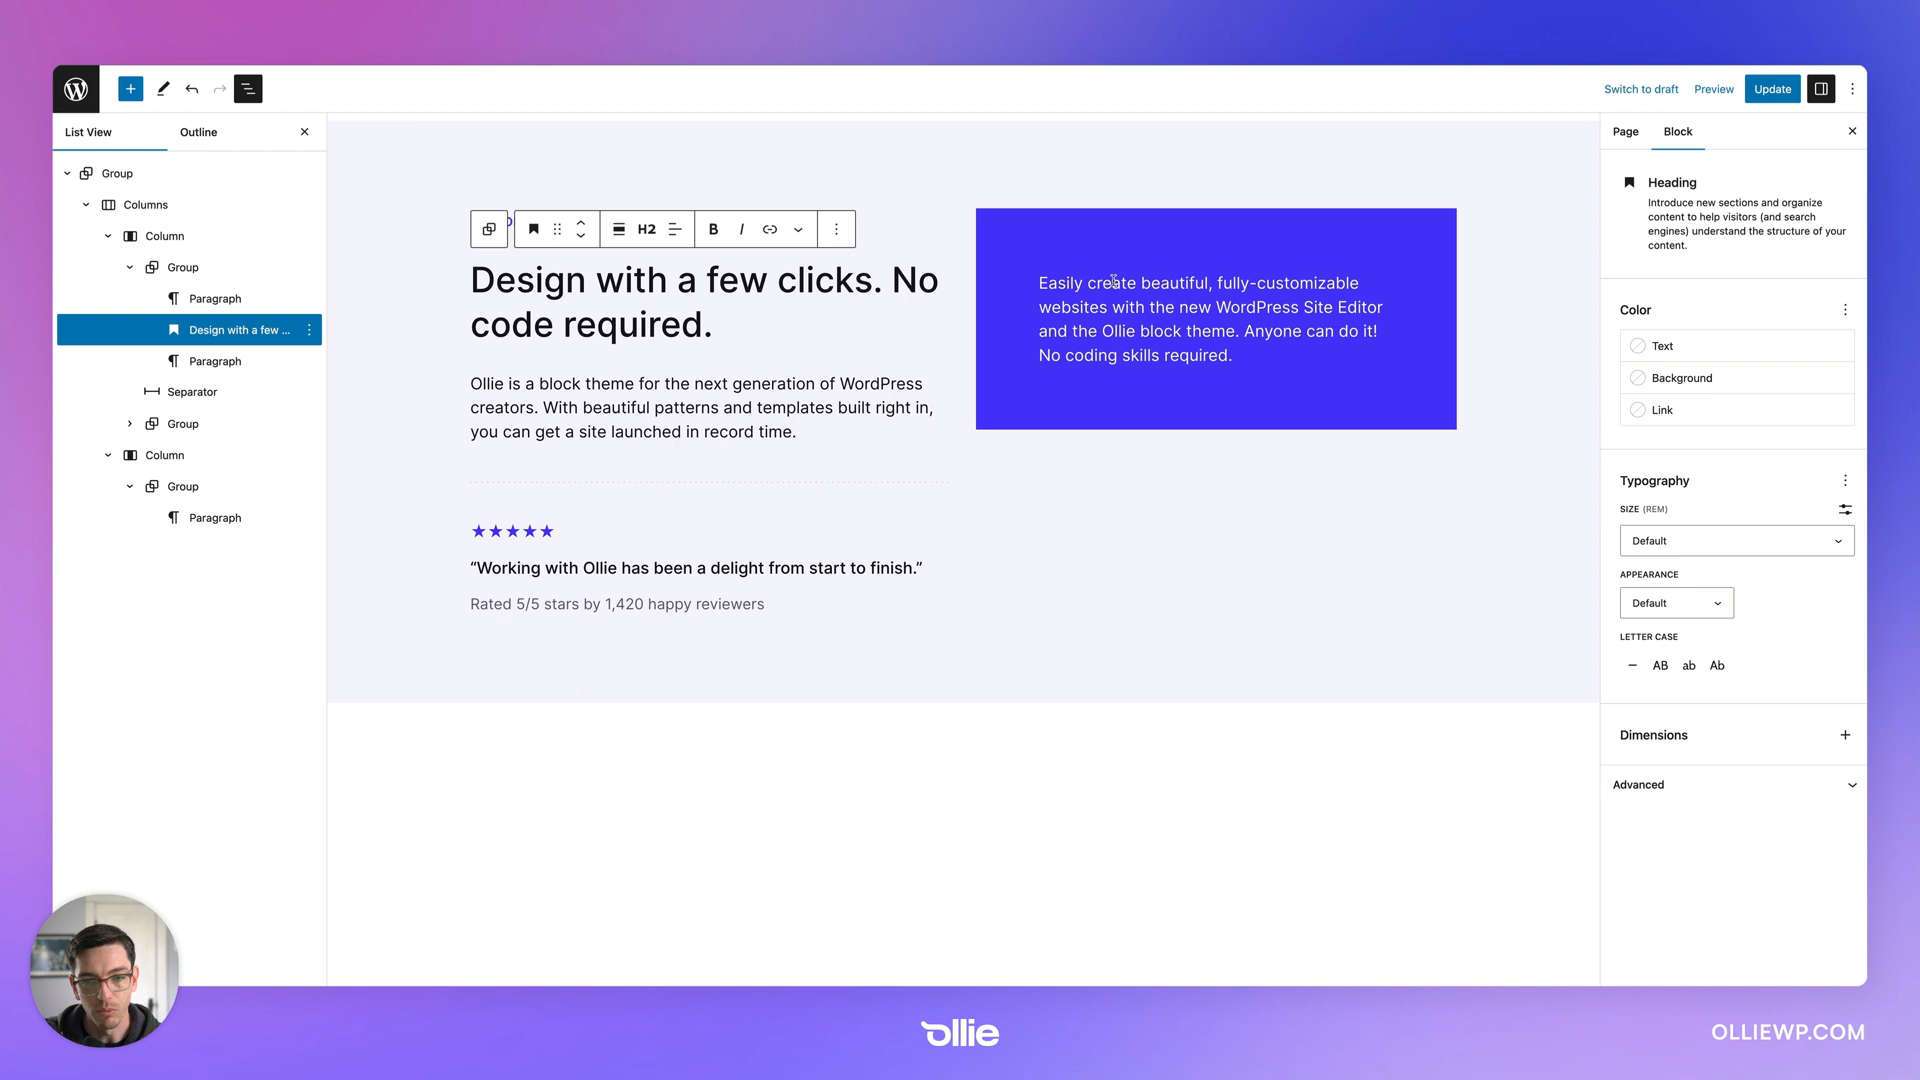 Switch to draft
Preview
Update
List View
Outline
Group
Columns
Column
Group
Paragraph
Design with a few ...
Paragraph
Separator
Group
Column
Group
Paragraph
H2
B
I
Design with a few clicks. No
code required.
Ollie is a block theme for the next generation of WordPress
creators. With beautiful patterns and templates built right in,
you can get a site launched in record time.
★★★★★
“Working with Ollie has been a delight from start to finish.”
Rated 5/5 stars by 1,420 happy reviewers
Easily create beautiful, fully-customizable
websites with the new WordPress Site Editor
and the Ollie block theme. Anyone can do it!
No coding skills required.
Page
Block
Heading
Introduce new sections and organize
content to help visitors (and search
engines) understand the structure of your
content.
Color
Text
Background
Link
Typography
SIZE (REM)
Default
APPEARANCE
Default
LETTER CASE
— AB ab Ab
Dimensions
Advanced
ollie
OLLIEWP.COM